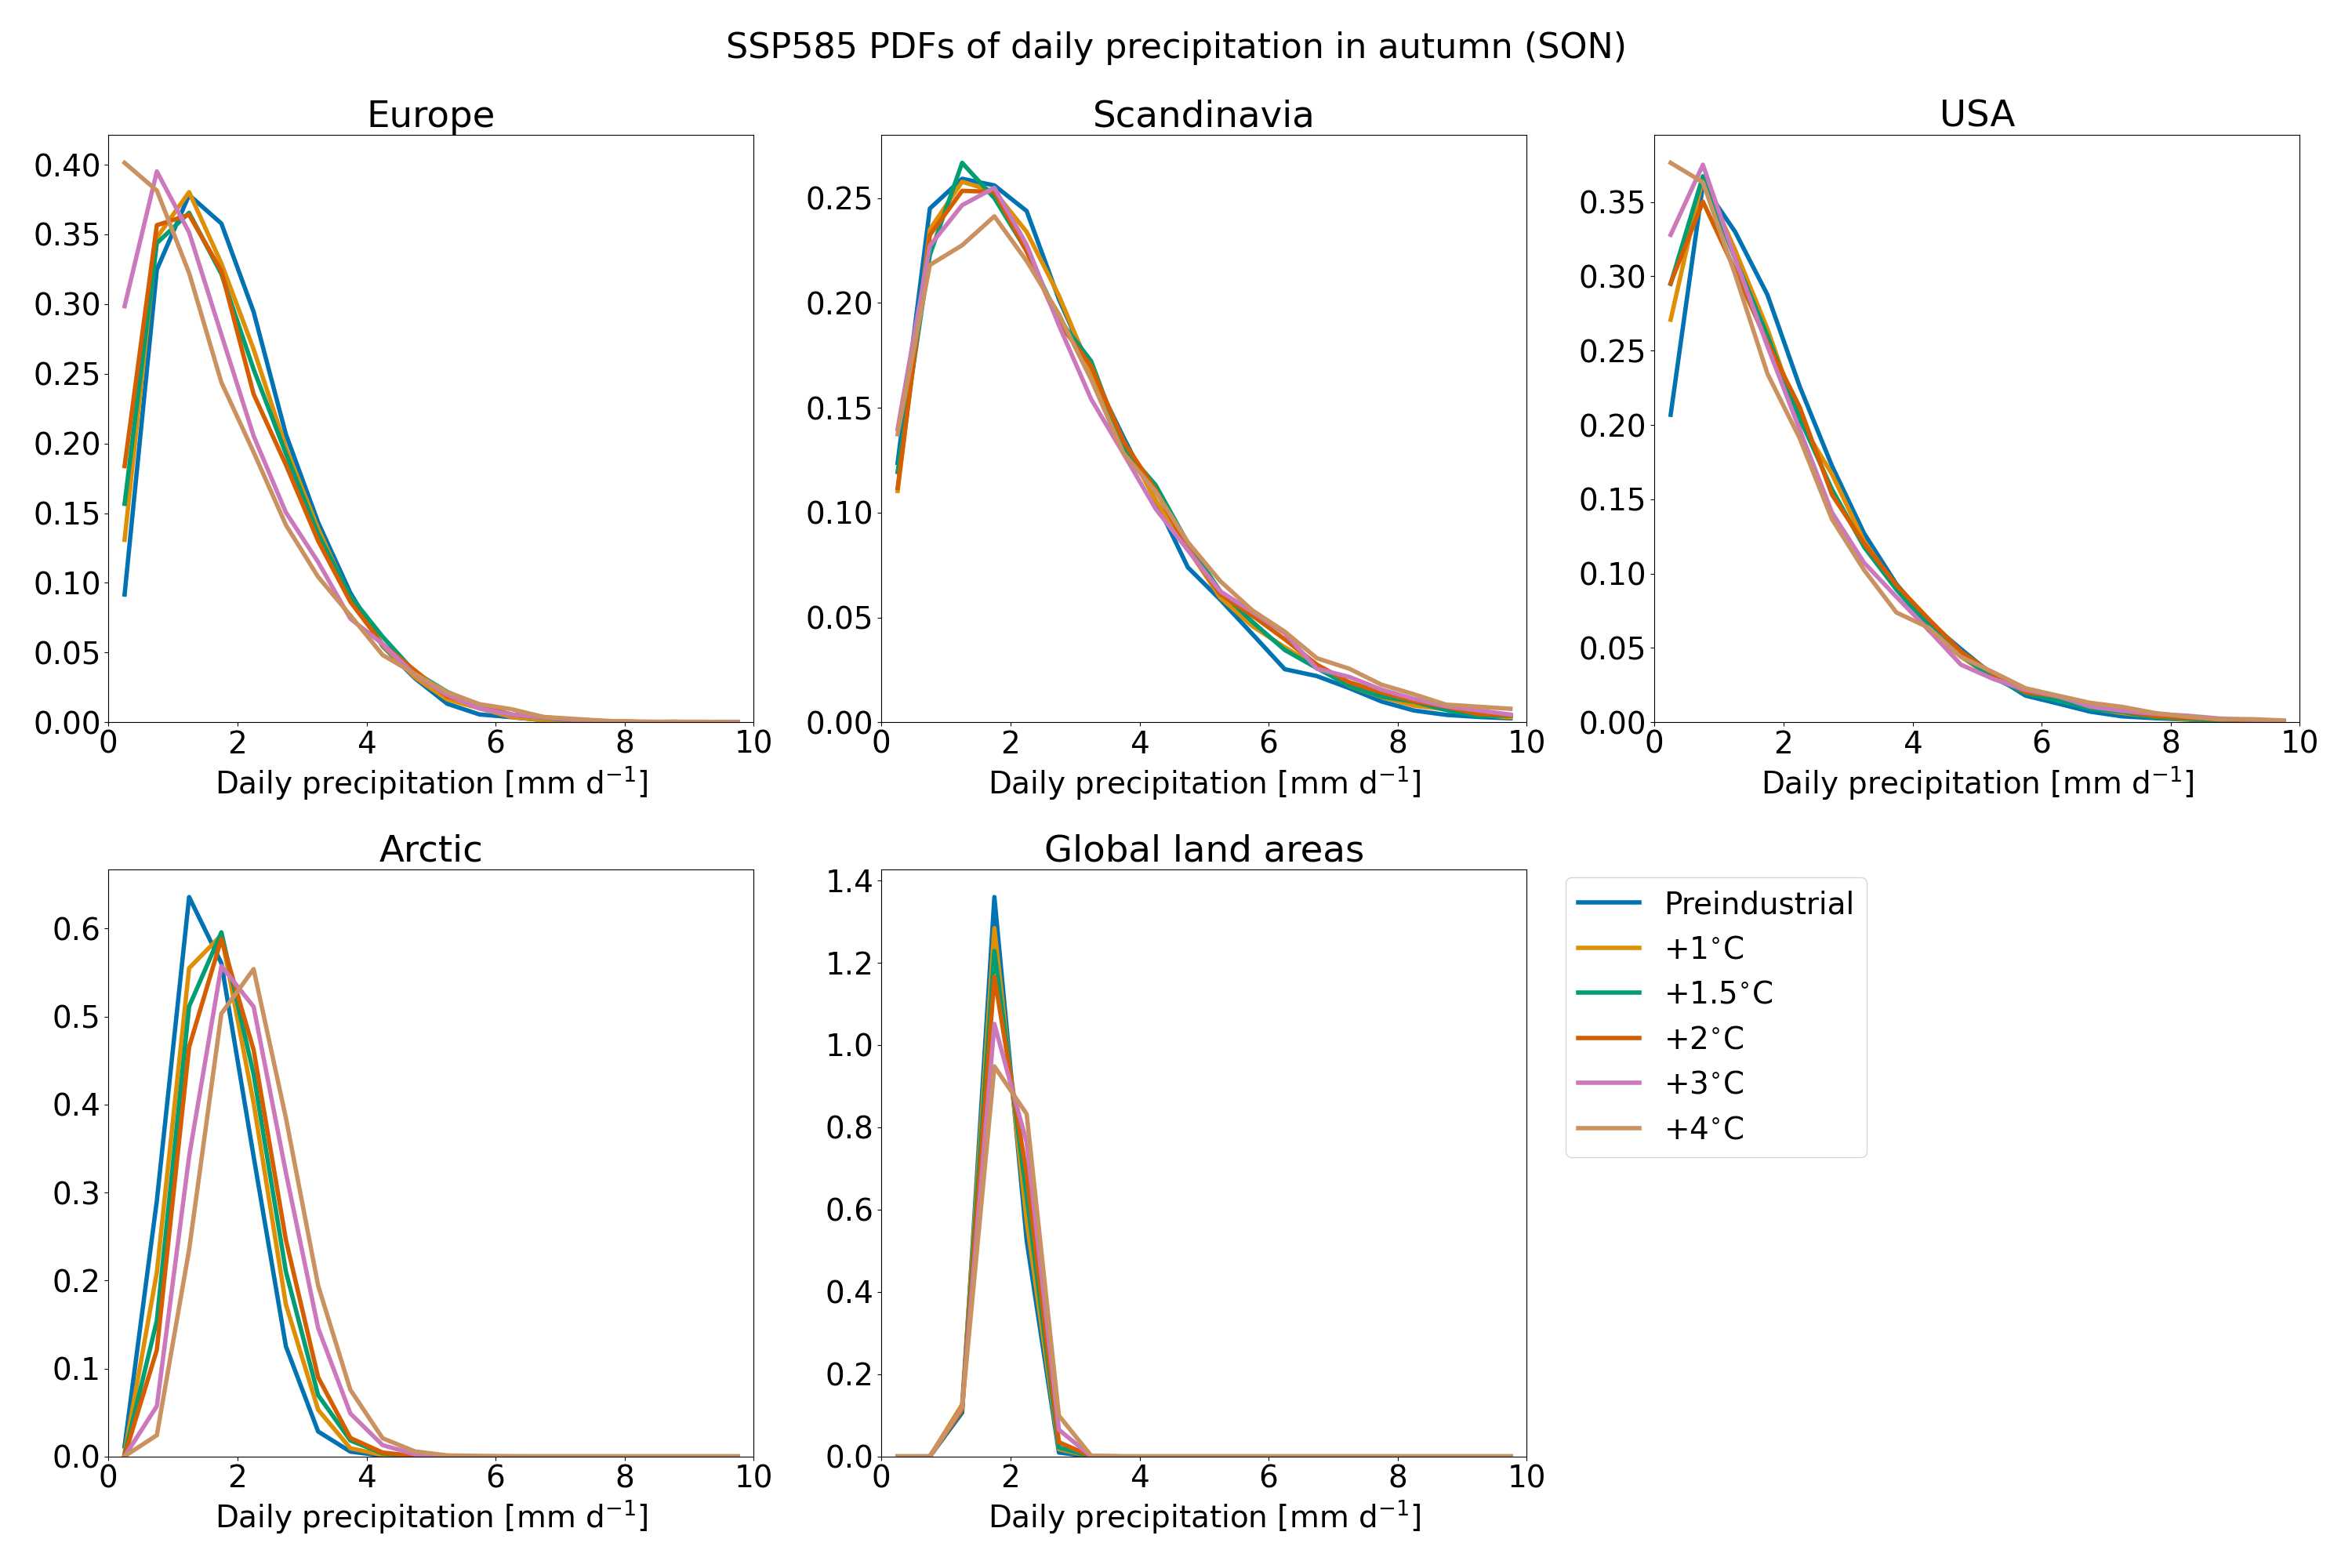 SSP585 PDFs of daily precipitation in autumn (SON)
Europe
0.40
0.35
0.30
0.25
0.20
0.15
0.10
0.05
0.00
0 2 4 6 8 10
Daily precipitation [mm d⁻¹]
Scandinavia
0.25
0.20
0.15
0.10
0.05
0.00
0 2 4 6 8 10
Daily precipitation [mm d⁻¹]
USA
0.35
0.30
0.25
0.20
0.15
0.10
0.05
0.00
0 2 4 6 8 10
Daily precipitation [mm d⁻¹]
Arctic
0.6
0.5
0.4
0.3
0.2
0.1
0.0
0 2 4 6 8 10
Daily precipitation [mm d⁻¹]
Global land areas
1.4
1.2
1.0
0.8
0.6
0.4
0.2
0.0
0 2 4 6 8 10
Daily precipitation [mm d⁻¹]
Preindustrial
+1°C
+1.5°C
+2°C
+3°C
+4°C